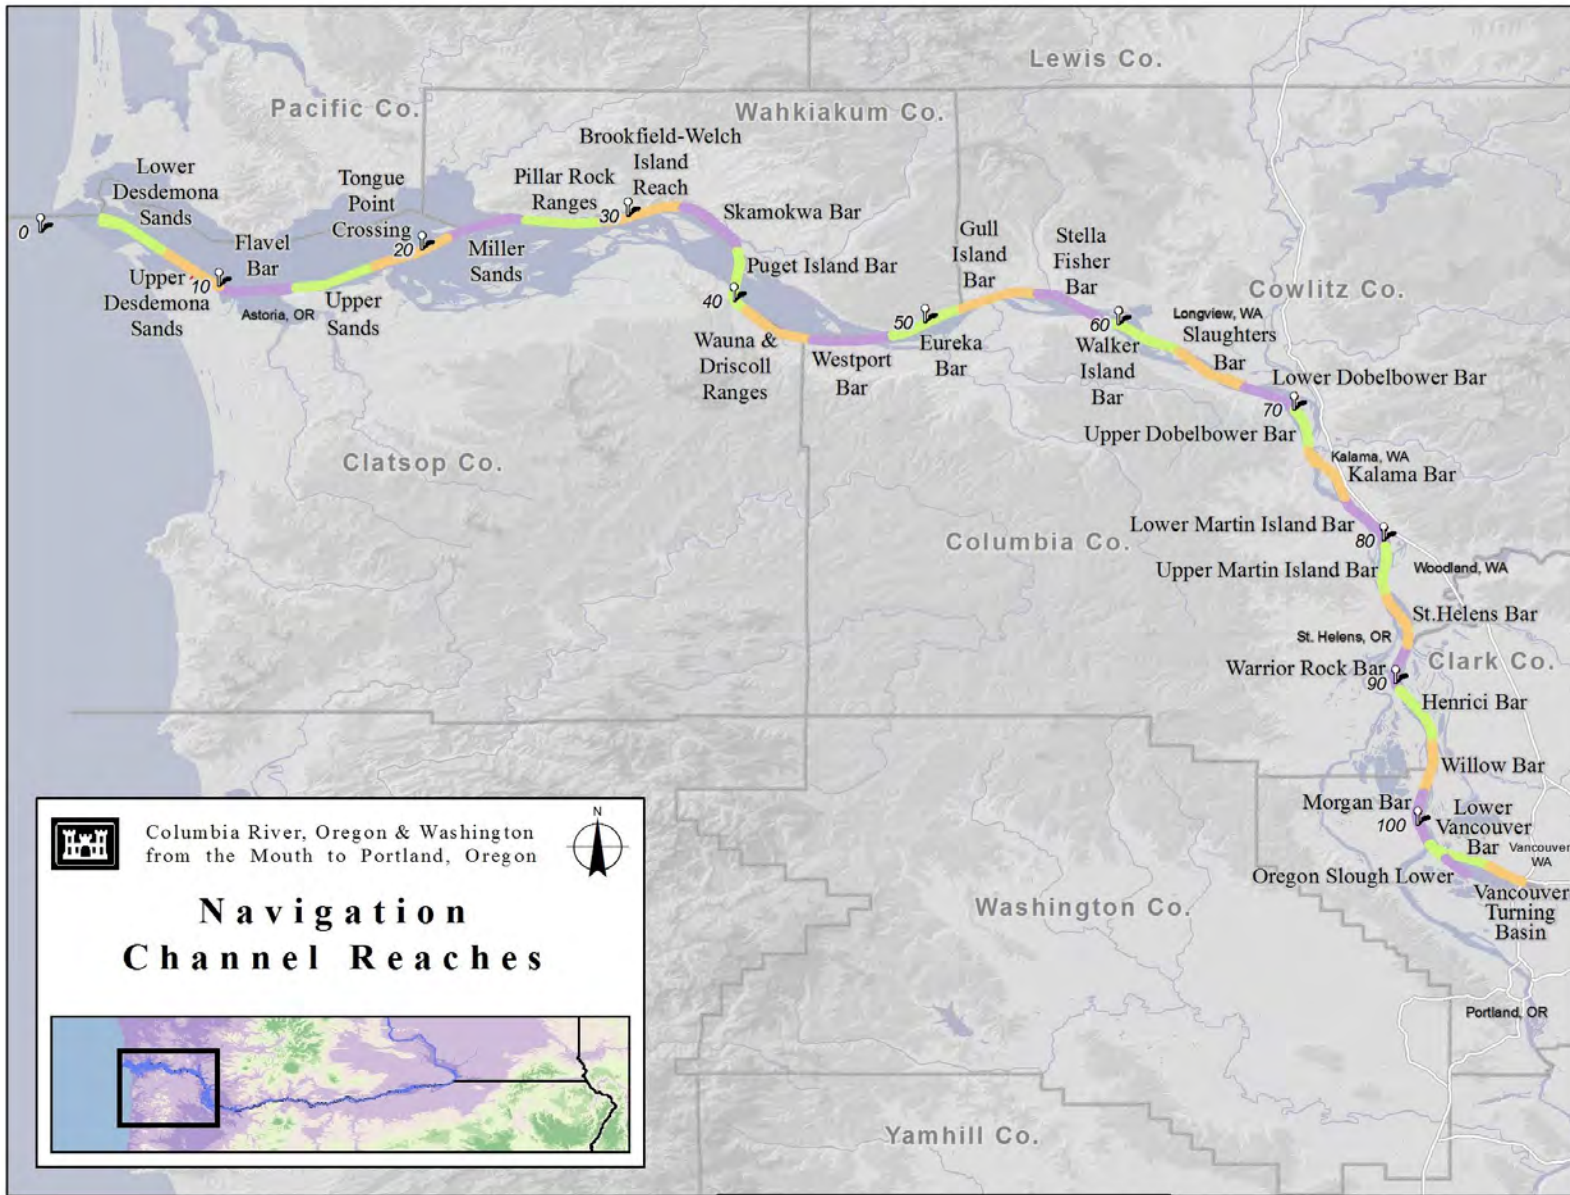 Lewis Co.
Pacific Co.
Wahkiakum Co.
Brookfield-Welch
Island
Reach
Lower
Desdemona
Sands
Tongue
Point
Crossing
Pillar Rock
Ranges
30
Skamokwa Bar
0
Flavel
Bar
20
Miller
Sands
Gull
Island
Bar
Stella
Fisher
Bar
Puget Island Bar
Cowlitz Co.
Upper
Desdemona
Sands
10
Astoria, OR
Upper
Sands
40
50
60
Longview, WA
Slaughters
Bar
Wauna &
Driscoll
Ranges
Westport
Bar
Eureka
Bar
Walker
Island
Bar
Lower Dobelbower Bar
70
Upper Dobelbower Bar
Clatsop Co.
Kalama, WA
Kalama Bar
Lower Martin Island Bar
Columbia Co.
80
Upper Martin Island Bar
Woodland, WA
St.Helens Bar
St. Helens, OR
Warrior Rock Bar
Clark Co.
90
Henrici Bar
Willow Bar
Morgan Bar
100
Lower
Vancouver
Bar
Vancouver
WA
Oregon Slough Lower
Vancouver
Turning
Basin
Washington Co.
Portland, OR
Yamhill Co.
Columbia River, Oregon & Washington
from the Mouth to Portland, Oregon
N
Navigation
Channel Reaches